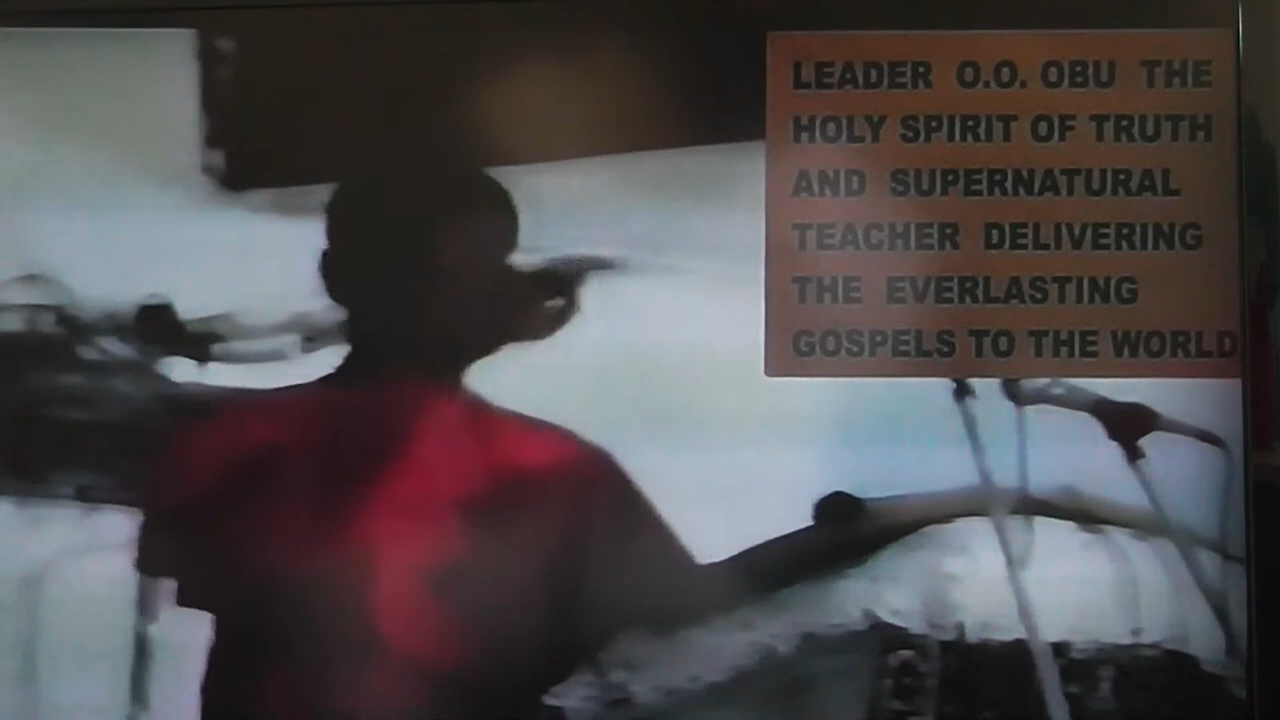 LEADER O.O. OBU THE
HOLY SPIRIT OF TRUTH
AND SUPERNATURAL
TEACHER DELIVERING
THE EVERLASTING
GOSPELS TO THE WORLD